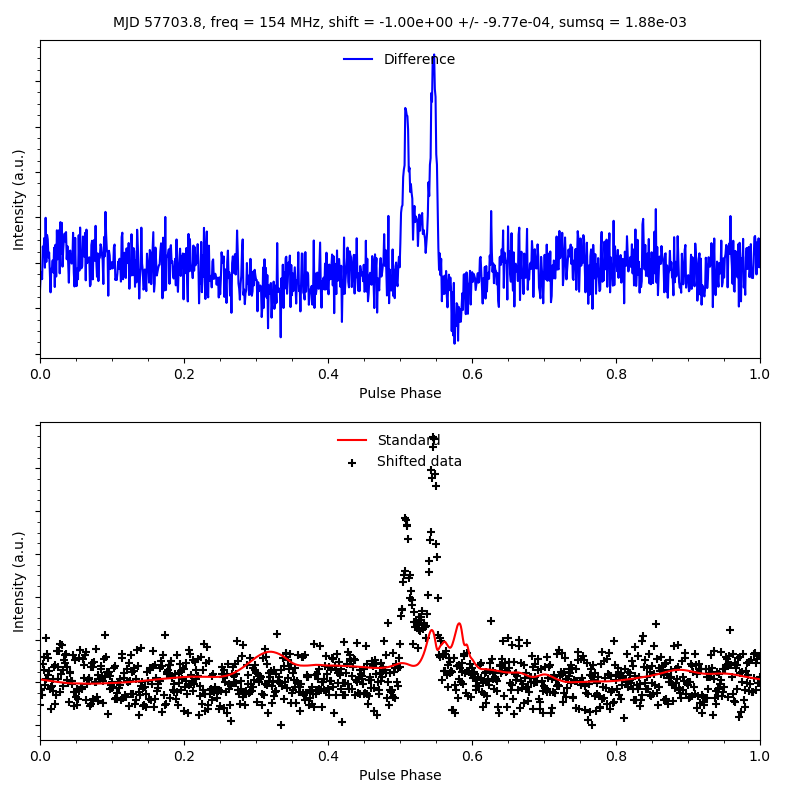 MJD 57703.8, freq = 154 MHz, shift = -1.00e+00 +/- -9.77e-04, sumsq = 1.88e-03
Difference
Intensity (a.u.)
0.0 0.2 0.4 0.6 0.8 1.0
Pulse Phase
Standard
Shifted data
Intensity (a.u.)
0.0 0.2 0.4 0.6 0.8 1.0
Pulse Phase